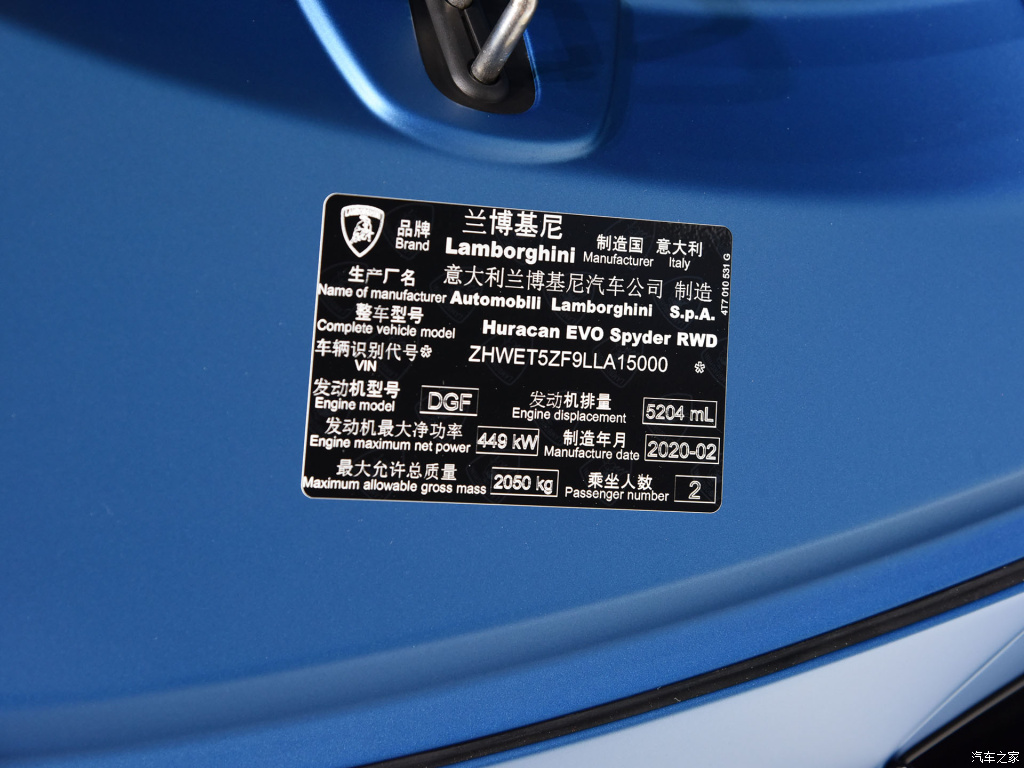 品牌 兰博基尼 制造国 意大利
Brand Lamborghini Manufacturer Italy
生产厂名 意大利兰博基尼汽车公司 制造
Name of manufacturer Automobili Lamborghini S.p.A.
整车型号
Complete vehicle model Huracan EVO Spyder RWD
车辆识别代号※ ZHWET5ZF9LLA15000 ※
VIN
发动机型号 DGF 发动机排量 5204 mL
Engine model Engine displacement
发动机最大净功率 449 kW 制造年月 2020-02
Engine maximum net power Manufacture date
最大允许总质量 2050 kg 乘坐人数 2
Maximum allowable gross mass Passenger number
4T7 010 531 G
汽车之家